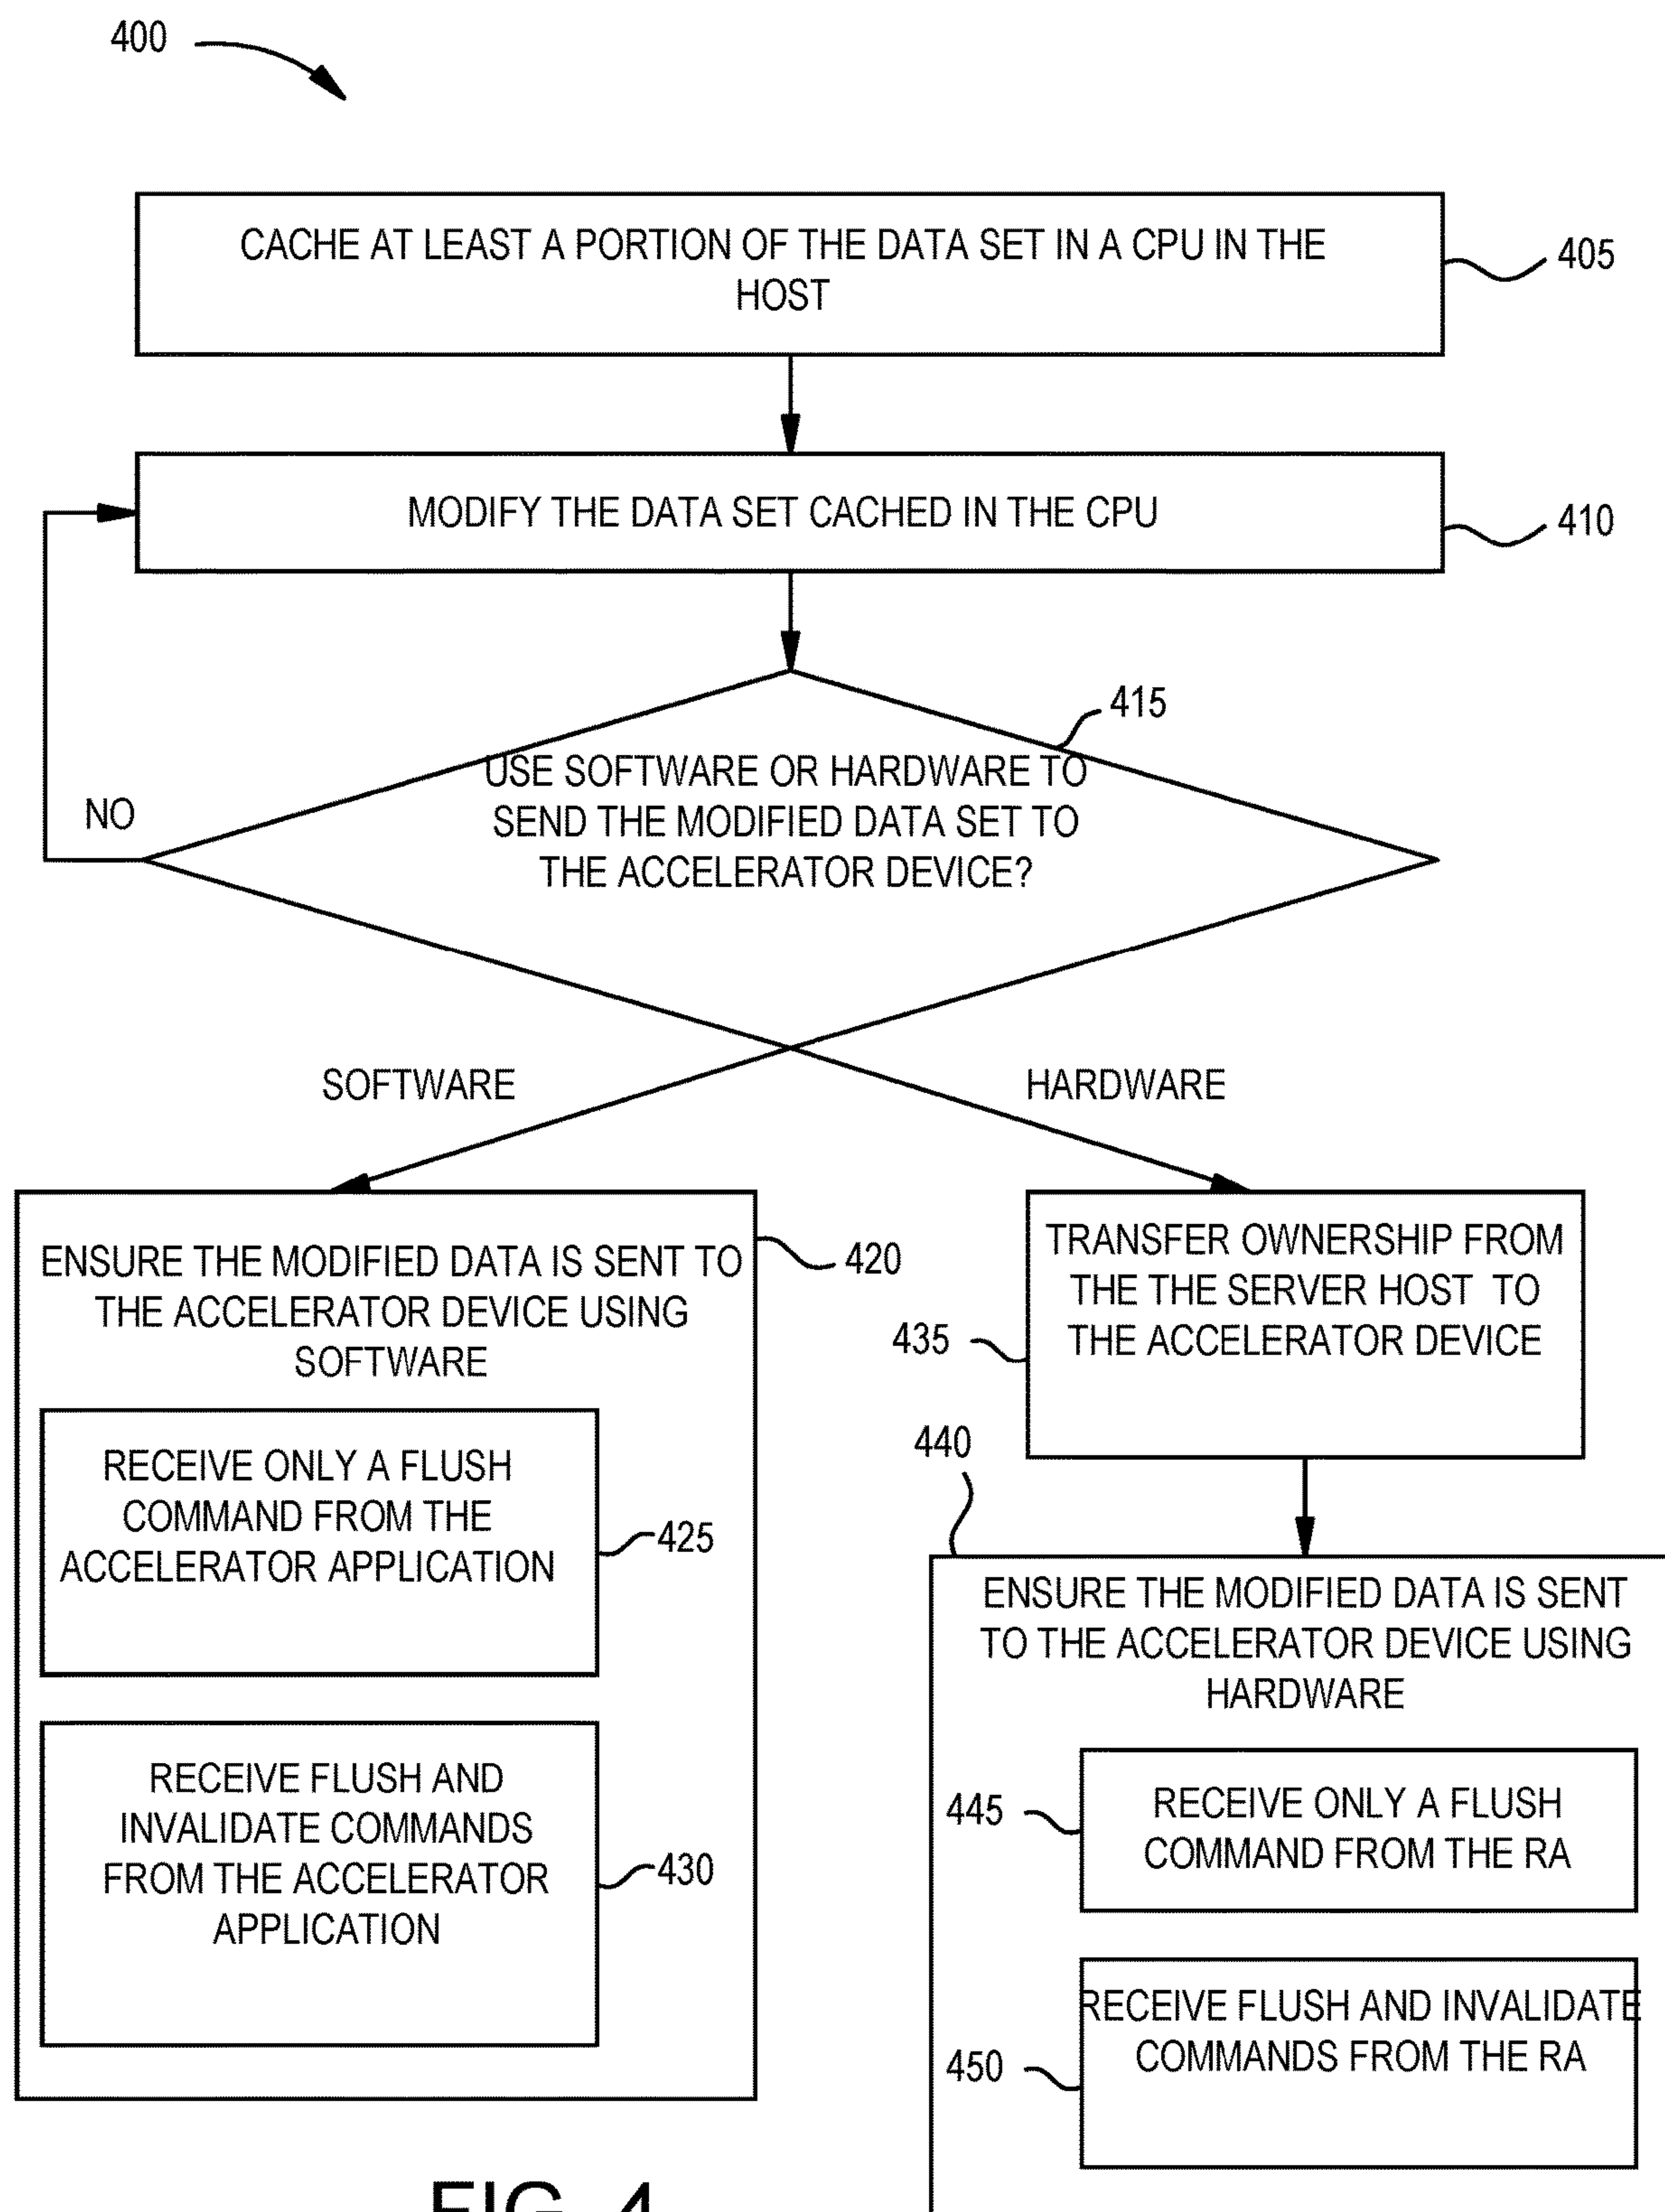 400
CACHE AT LEAST A PORTION OF THE DATA SET IN A CPU IN THE
HOST
405
MODIFY THE DATA SET CACHED IN THE CPU
410
415
USE SOFTWARE OR HARDWARE TO
SEND THE MODIFIED DATA SET TO
THE ACCELERATOR DEVICE?
NO
SOFTWARE
HARDWARE
ENSURE THE MODIFIED DATA IS SENT TO
THE ACCELERATOR DEVICE USING
SOFTWARE
420
RECEIVE ONLY A FLUSH
COMMAND FROM THE
ACCELERATOR APPLICATION
425
RECEIVE FLUSH AND
INVALIDATE COMMANDS
FROM THE ACCELERATOR
APPLICATION
430
TRANSFER OWNERSHIP FROM
THE THE SERVER HOST TO
THE ACCELERATOR DEVICE
435
440
ENSURE THE MODIFIED DATA IS SENT
TO THE ACCELERATOR DEVICE USING
HARDWARE
445
RECEIVE ONLY A FLUSH
COMMAND FROM THE RA
RECEIVE FLUSH AND INVALIDATE
COMMANDS FROM THE RA
450
FIG. 4